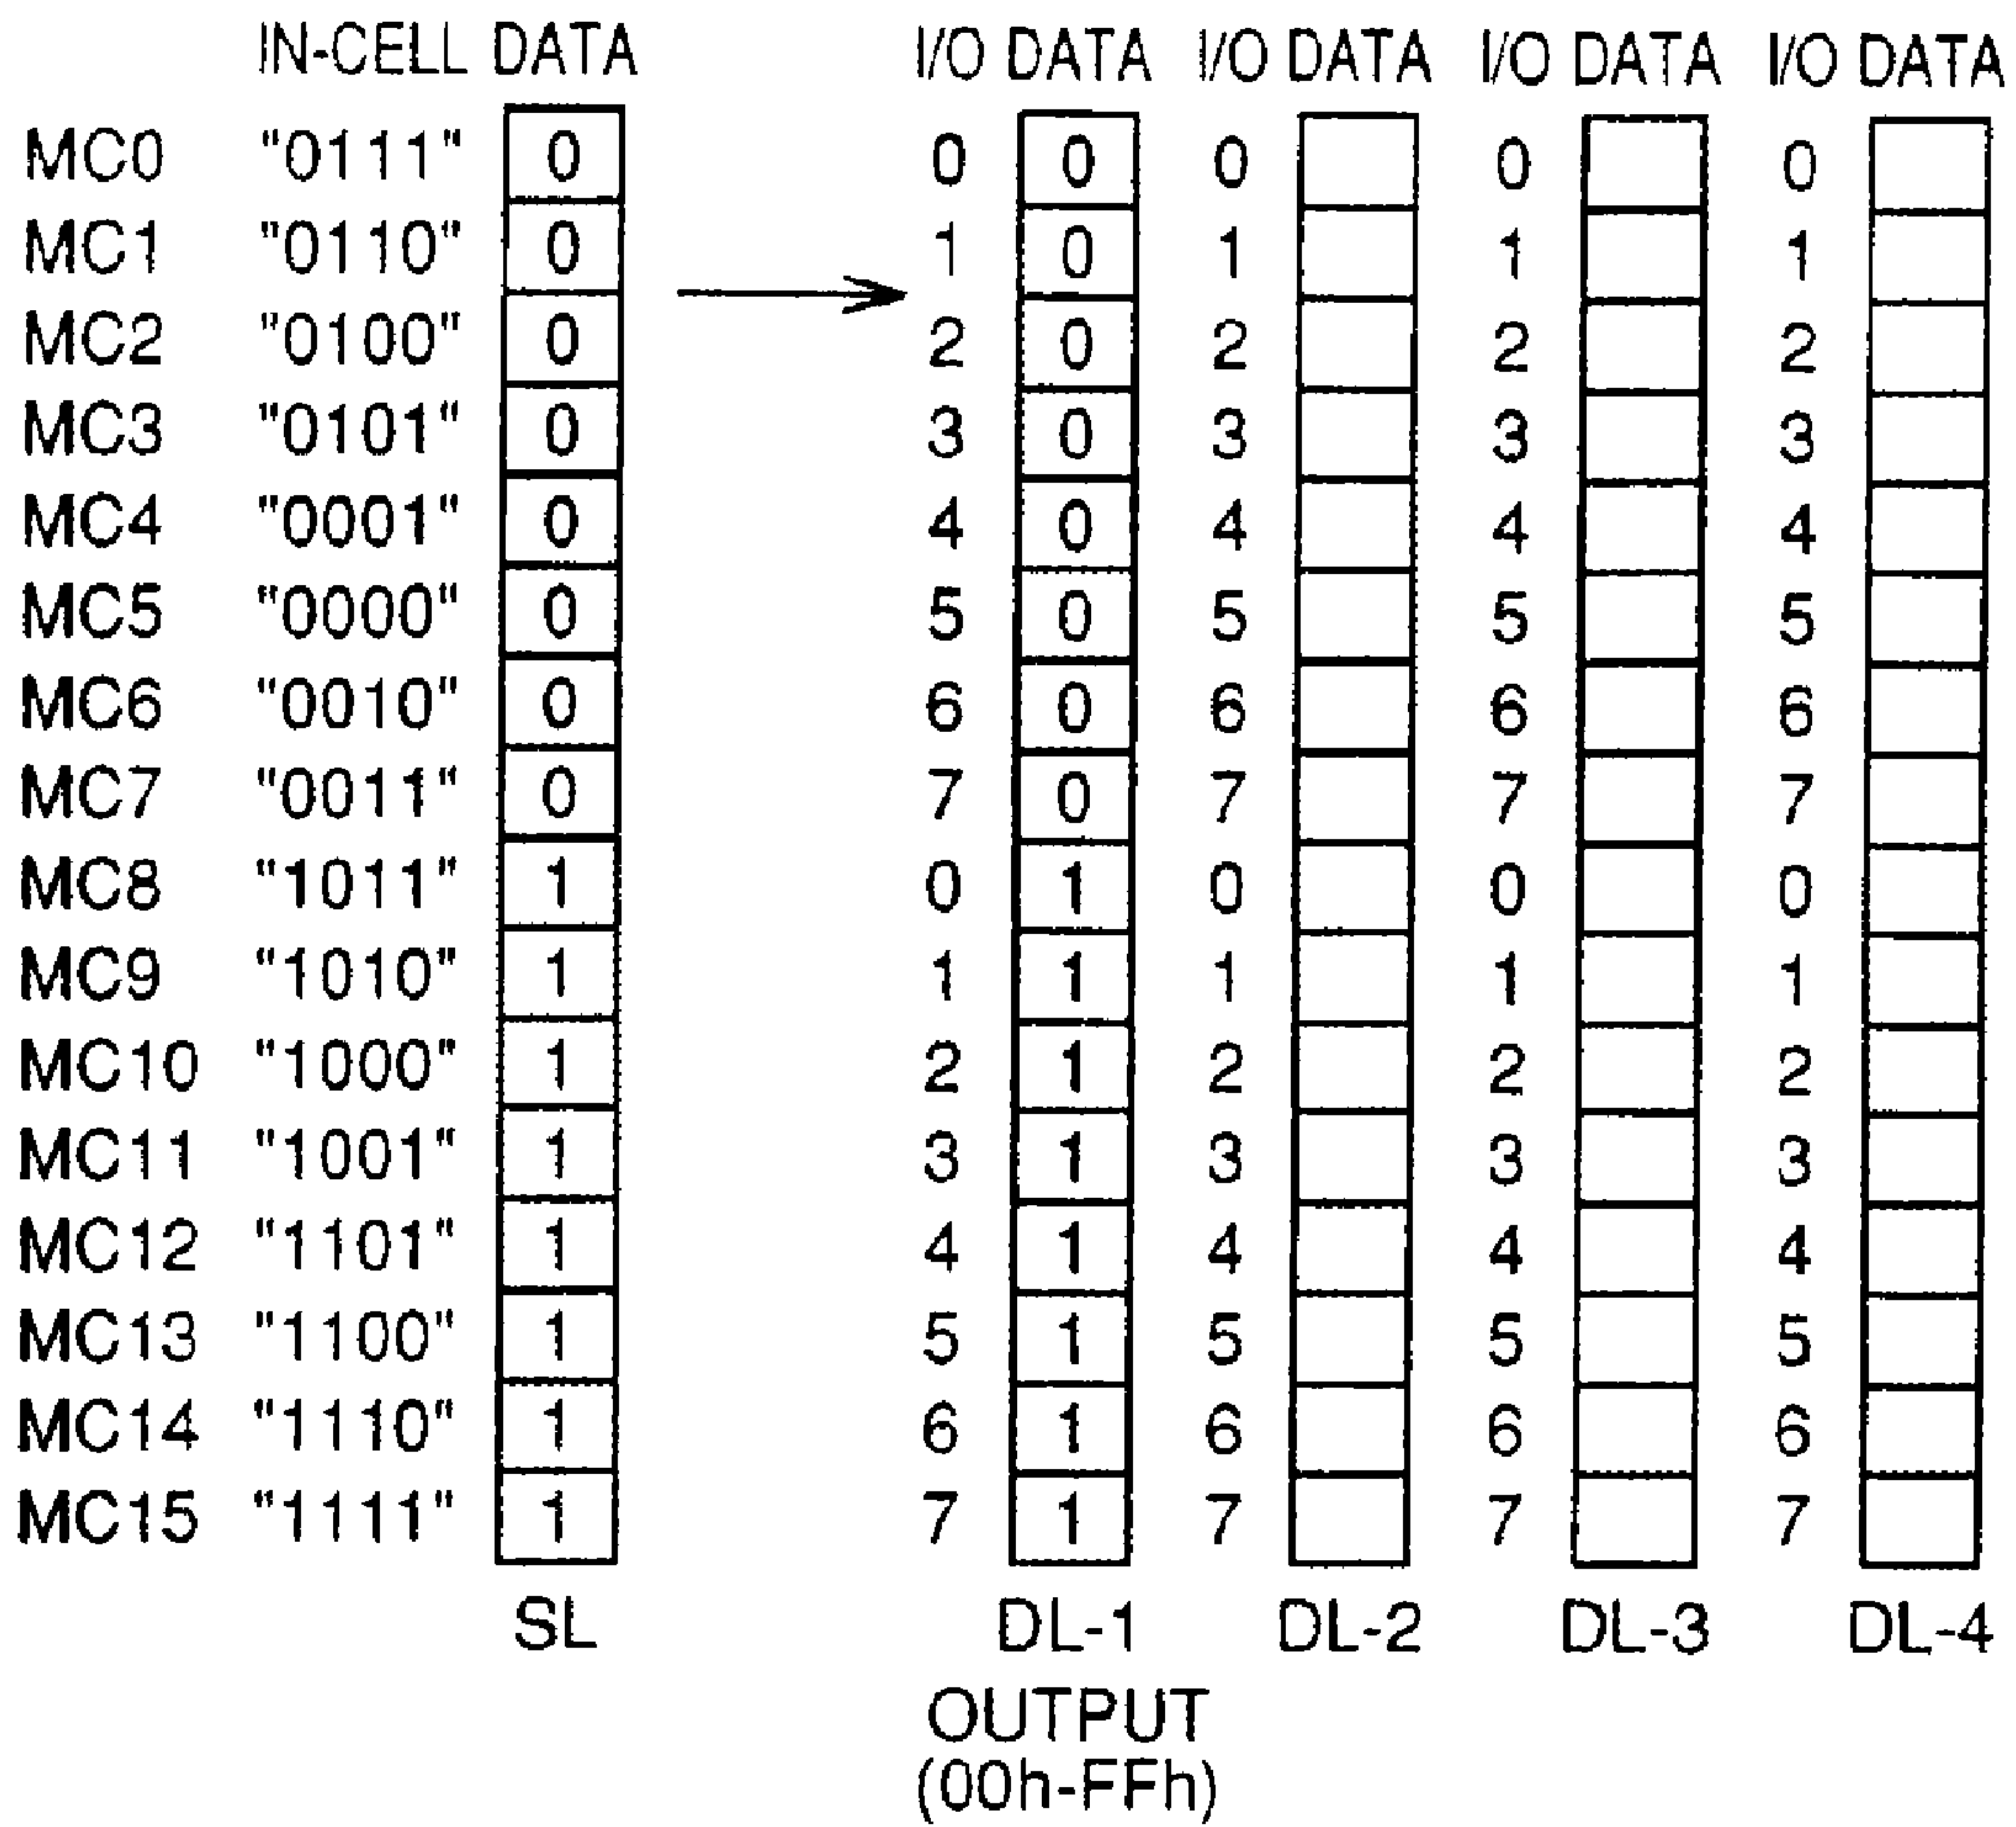 IN-CELL DATA I/O DATA I/O DATA I/O DATA I/O DATA
MC0 "0111" 0 0 0 0 0 0
MC1 "0110" 0 1 0 1 1 1
MC2 "0100" 0 2 0 2 2 2
MC3 "0101" 0 3 0 3 3 3
MC4 "0001" 0 4 0 4 4 4
MC5 "0000" 0 5 0 5 5 5
MC6 "0010" 0 6 0 6 6 6
MC7 "0011" 0 7 0 7 7 7
MC8 "1011" 1 0 1 0 0 0
MC9 "1010" 1 1 1 1 1 1
MC10 "1000" 1 2 1 2 2 2
MC11 "1001" 1 3 1 3 3 3
MC12 "1101" 1 4 1 4 4 4
MC13 "1100" 1 5 1 5 5 5
MC14 "1110" 1 6 1 6 6 6
MC15 "1111" 1 7 1 7 7 7
SL DL-1 DL-2 DL-3 DL-4
OUTPUT
(00h-FFh)